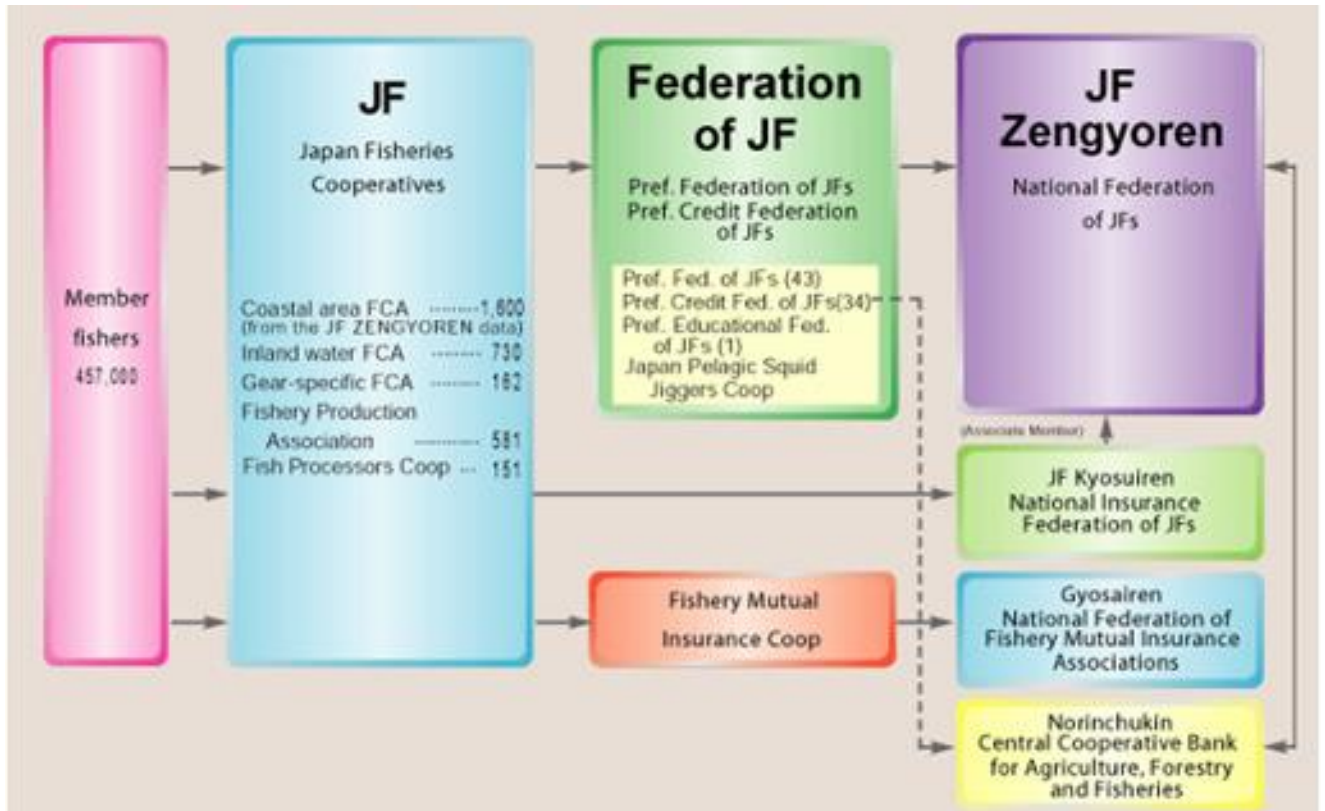 Member
fishers
457,000
JF
Japan Fisheries
Cooperatives
Coastal area FCA ········1,600
(from the JF ZENGYOREN data)
Inland water FCA ········ 730
Gear-specific FCA ······ 162
Fishery Production
Association ··········· 581
Fish Processors Coop ··· 151
Federation
of JF
Pref. Federation of JFs
Pref. Credit Federation
of JFs
Pref. Fed. of JFs (43)
Pref. Credit Fed. of JFs(34)
Pref. Educational Fed.
of JFs (1)
Japan Pelagic Squid
Jiggers Coop
Fishery Mutual
Insurance Coop
JF
Zengyoren
National Federation
of JFs
(Associate Member)
JF Kyosuiren
National Insurance
Federation of JFs
Gyosairen
National Federation of
Fishery Mutual Insurance
Associations
Norinchukin
Central Cooperative Bank
for Agriculture, Forestry
and Fisheries